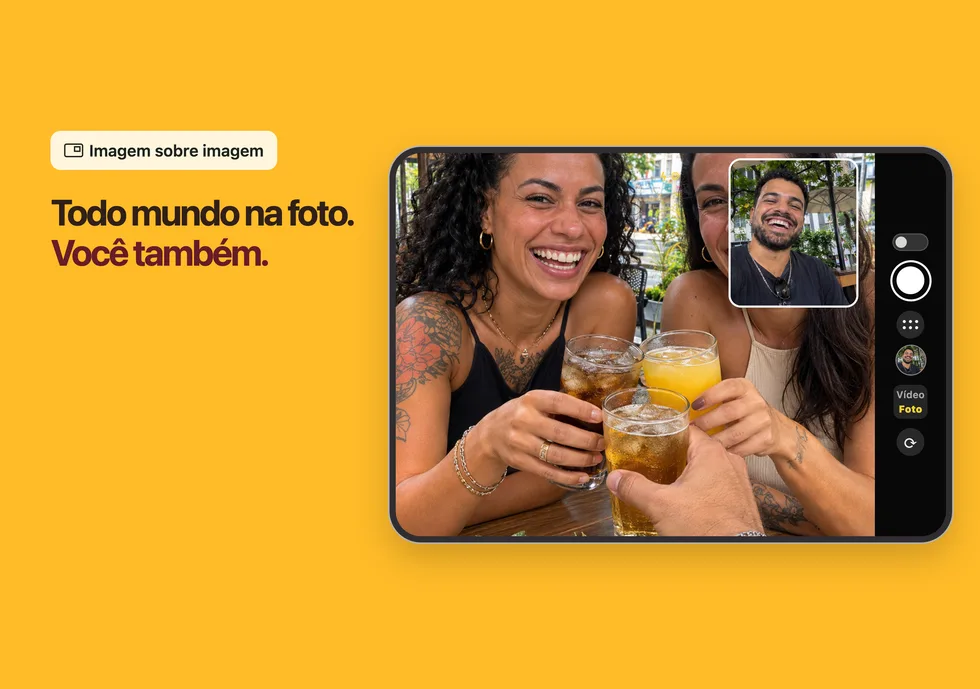 Imagem sobre imagem
Todo mundo na foto.
Você também.
Vídeo
Foto